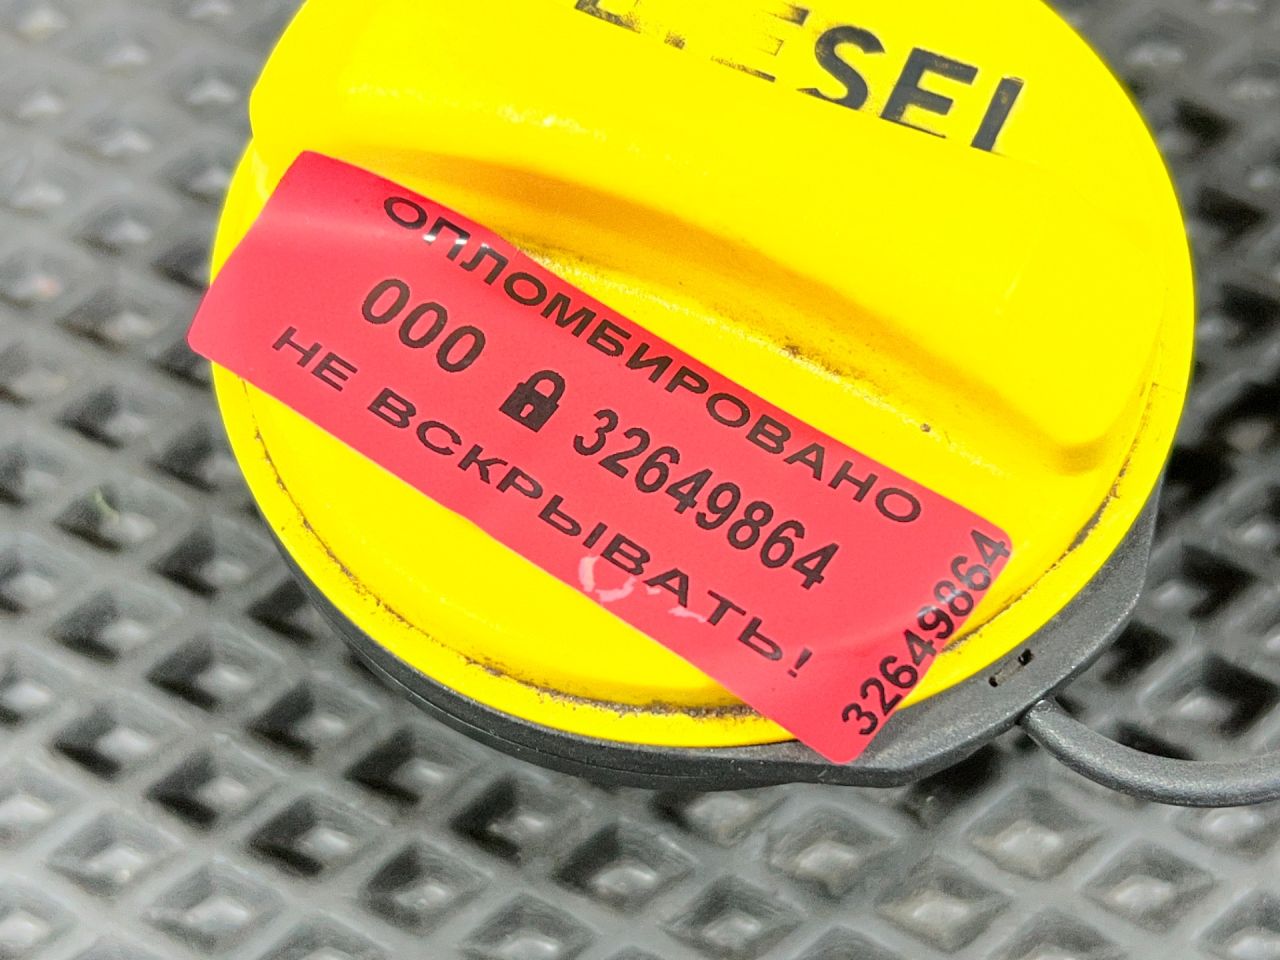 DIESEL
ОПЛОМБИРОВАНО
000 32649864
НЕ ВСКРЫВАТЬ!
32649864